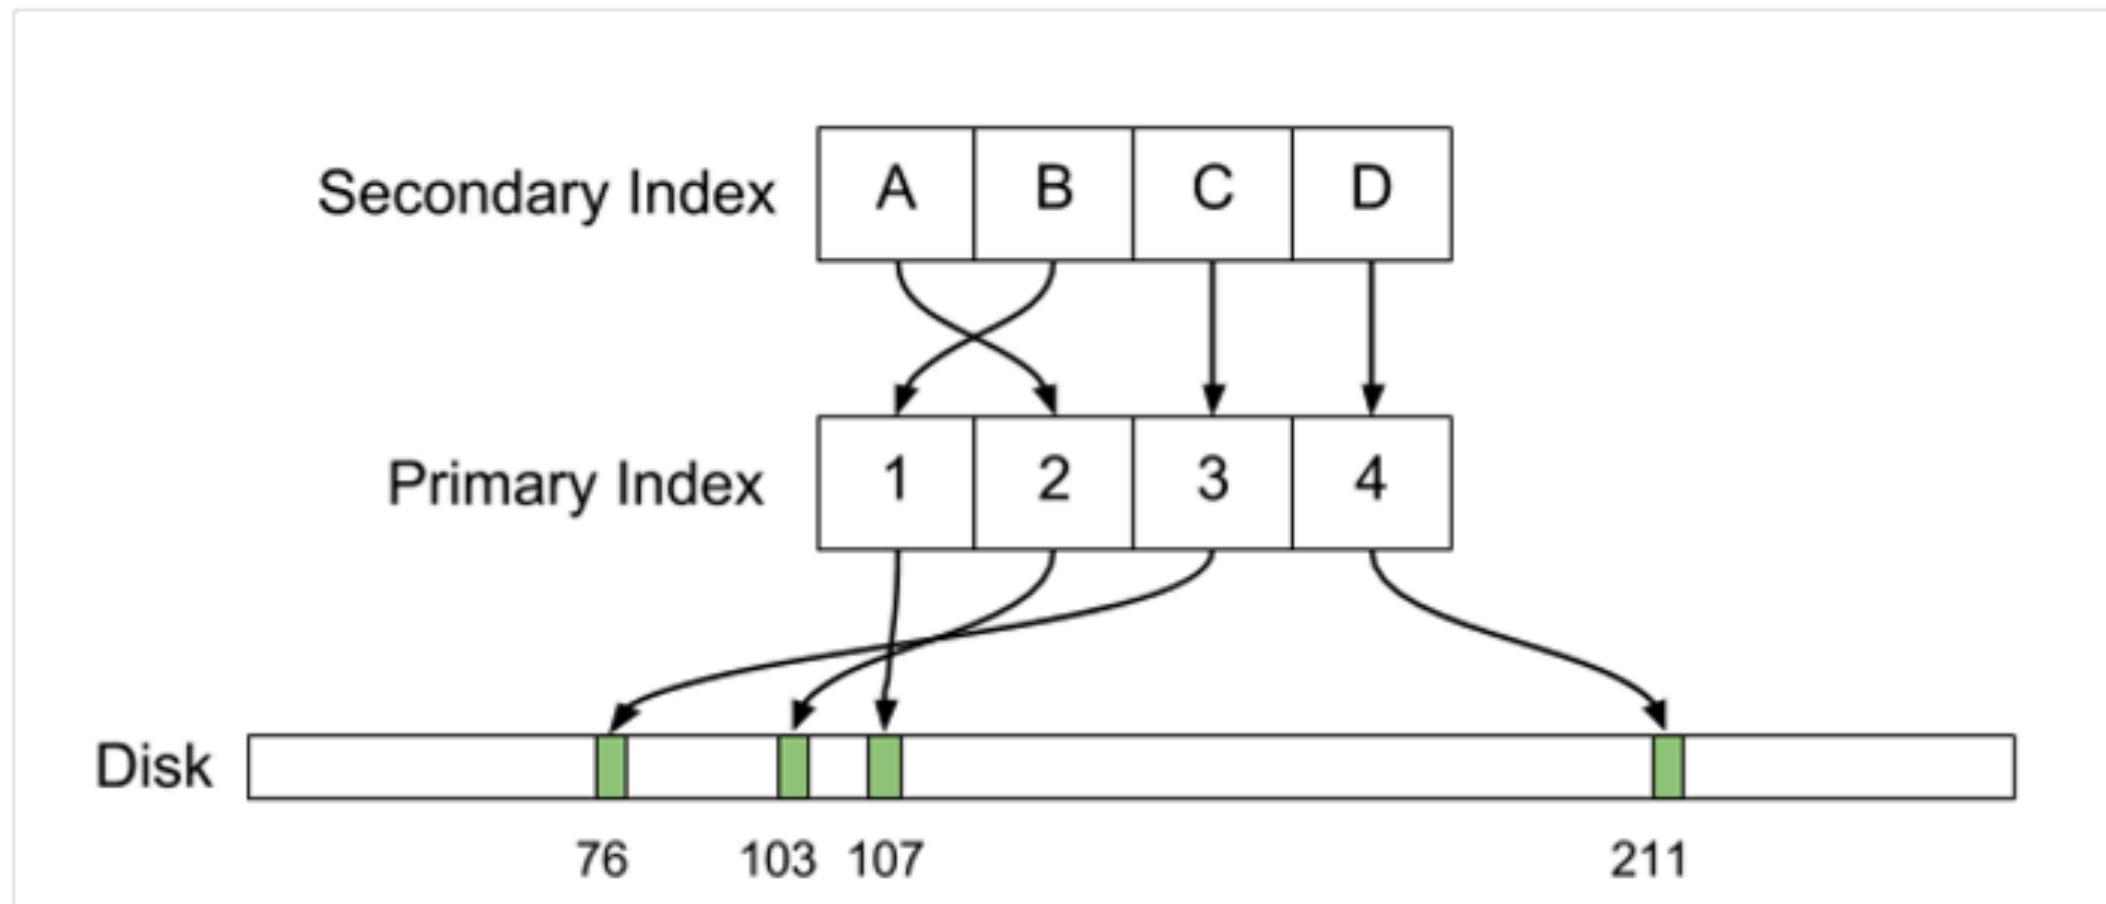 Secondary Index A B C D
Primary Index 1 2 3 4
Disk
76 103 107 211